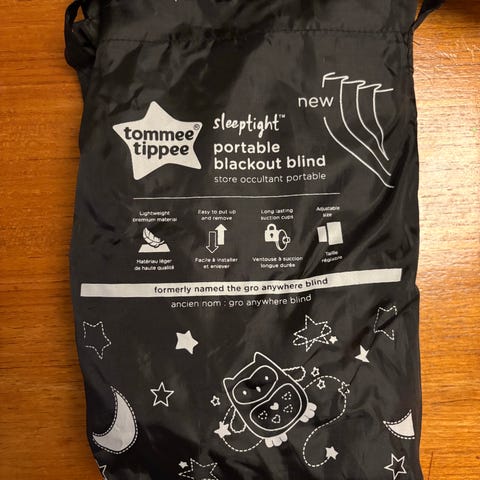 tommee
tippee®
sleeptight™
portable
blackout blind
store occultant portable
new
Lightweight
premium material
Matériau léger
de haute qualité
Easy to put up
and remove
Facile à installer
et enlever
Long lasting
suction cups
Ventouse à succion
longue durée
Adjustable
size
Taille
réglable
formerly named the gro anywhere blind
ancien nom : gro anywhere blind